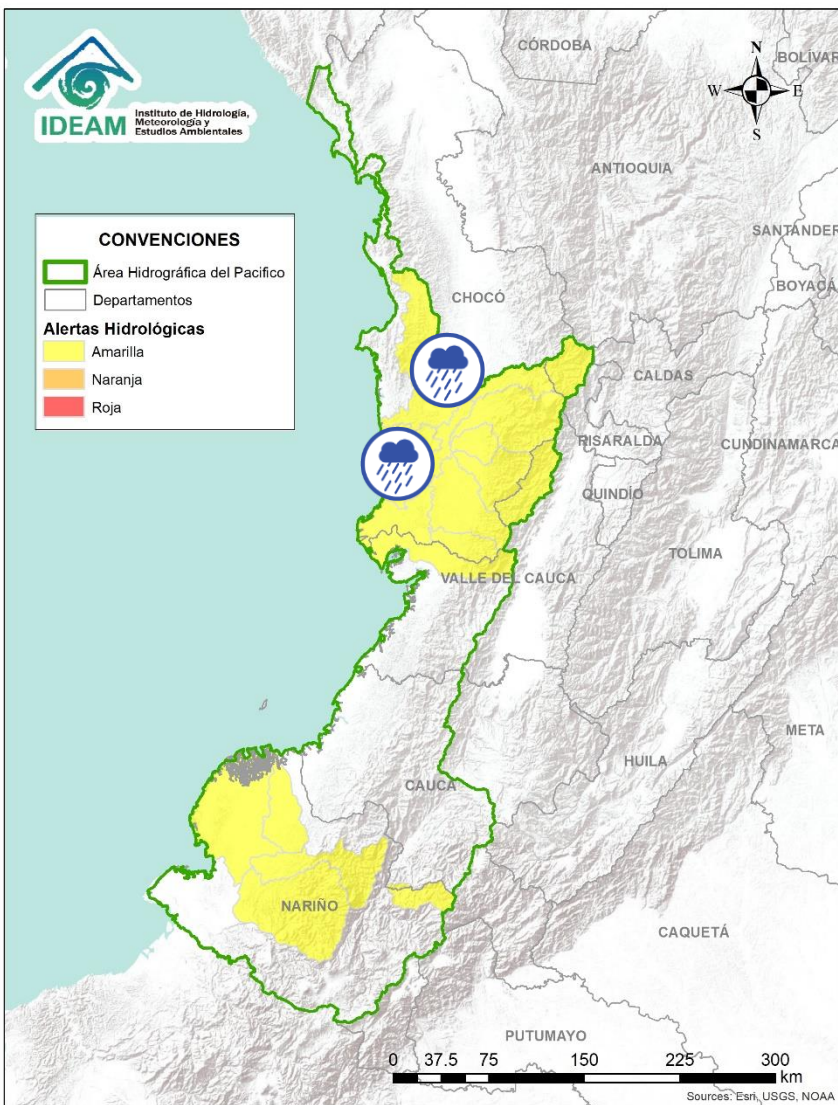 IDEAM
Instituto de Hidrología,
Meteorología y
Estudios Ambientales
CÓRDOBA
BOLÍVAR
N
W
E
S
ANTIOQUIA
SANTANDER
BOYACÁ
CONVENCIONES
Área Hidrográfica del Pacifico
Departamentos
Alertas Hidrológicas
Amarilla
Naranja
Roja
CHOCÓ
CALDAS
RISARALDA
CUNDINAMARCA
QUINDÍO
TOLIMA
VALLE DEL CAUCA
META
HUILA
CAUCA
NARIÑO
CAQUETÁ
PUTUMAYO
0 37.5 75 150 225 300
km
Sources: Esri, USGS, NOAA